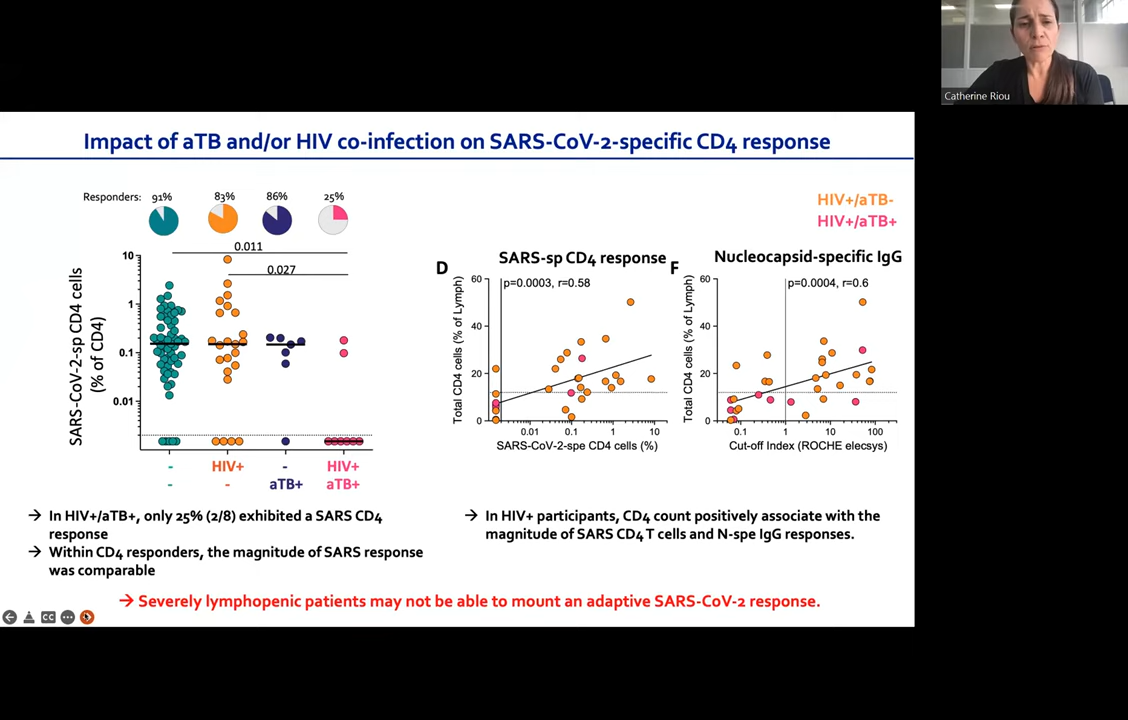 Catherine Riou
Impact of aTB and/or HIV co-infection on SARS-CoV-2-specific CD4 response
Responders: 91% 83% 86% 25%
HIV+/aTB-
HIV+/aTB+
0.011
0.027
SARS-CoV-2-sp CD4 cells
(% of CD4)
10
1
0.1
0.01
- HIV+ - HIV+
- - aTB+ aTB+
D
SARS-sp CD4 response
p=0.0003, r=0.58
Total CD4 cells (% of Lymph)
60
40
20
0
0.01 0.1 1 10
SARS-CoV-2-spe CD4 cells (%)
F
Nucleocapsid-specific IgG
p=0.0004, r=0.6
Total CD4 cells (% of Lymph)
60
40
20
0
0.1 1 10 100
Cut-off Index (ROCHE elecsys)
→ In HIV+/aTB+, only 25% (2/8) exhibited a SARS CD4
response
→ Within CD4 responders, the magnitude of SARS response
was comparable
→ In HIV+ participants, CD4 count positively associate with the
magnitude of SARS CD4 T cells and N-spe IgG responses.
→ Severely lymphopenic patients may not be able to mount an adaptive SARS-CoV-2 response.
CC